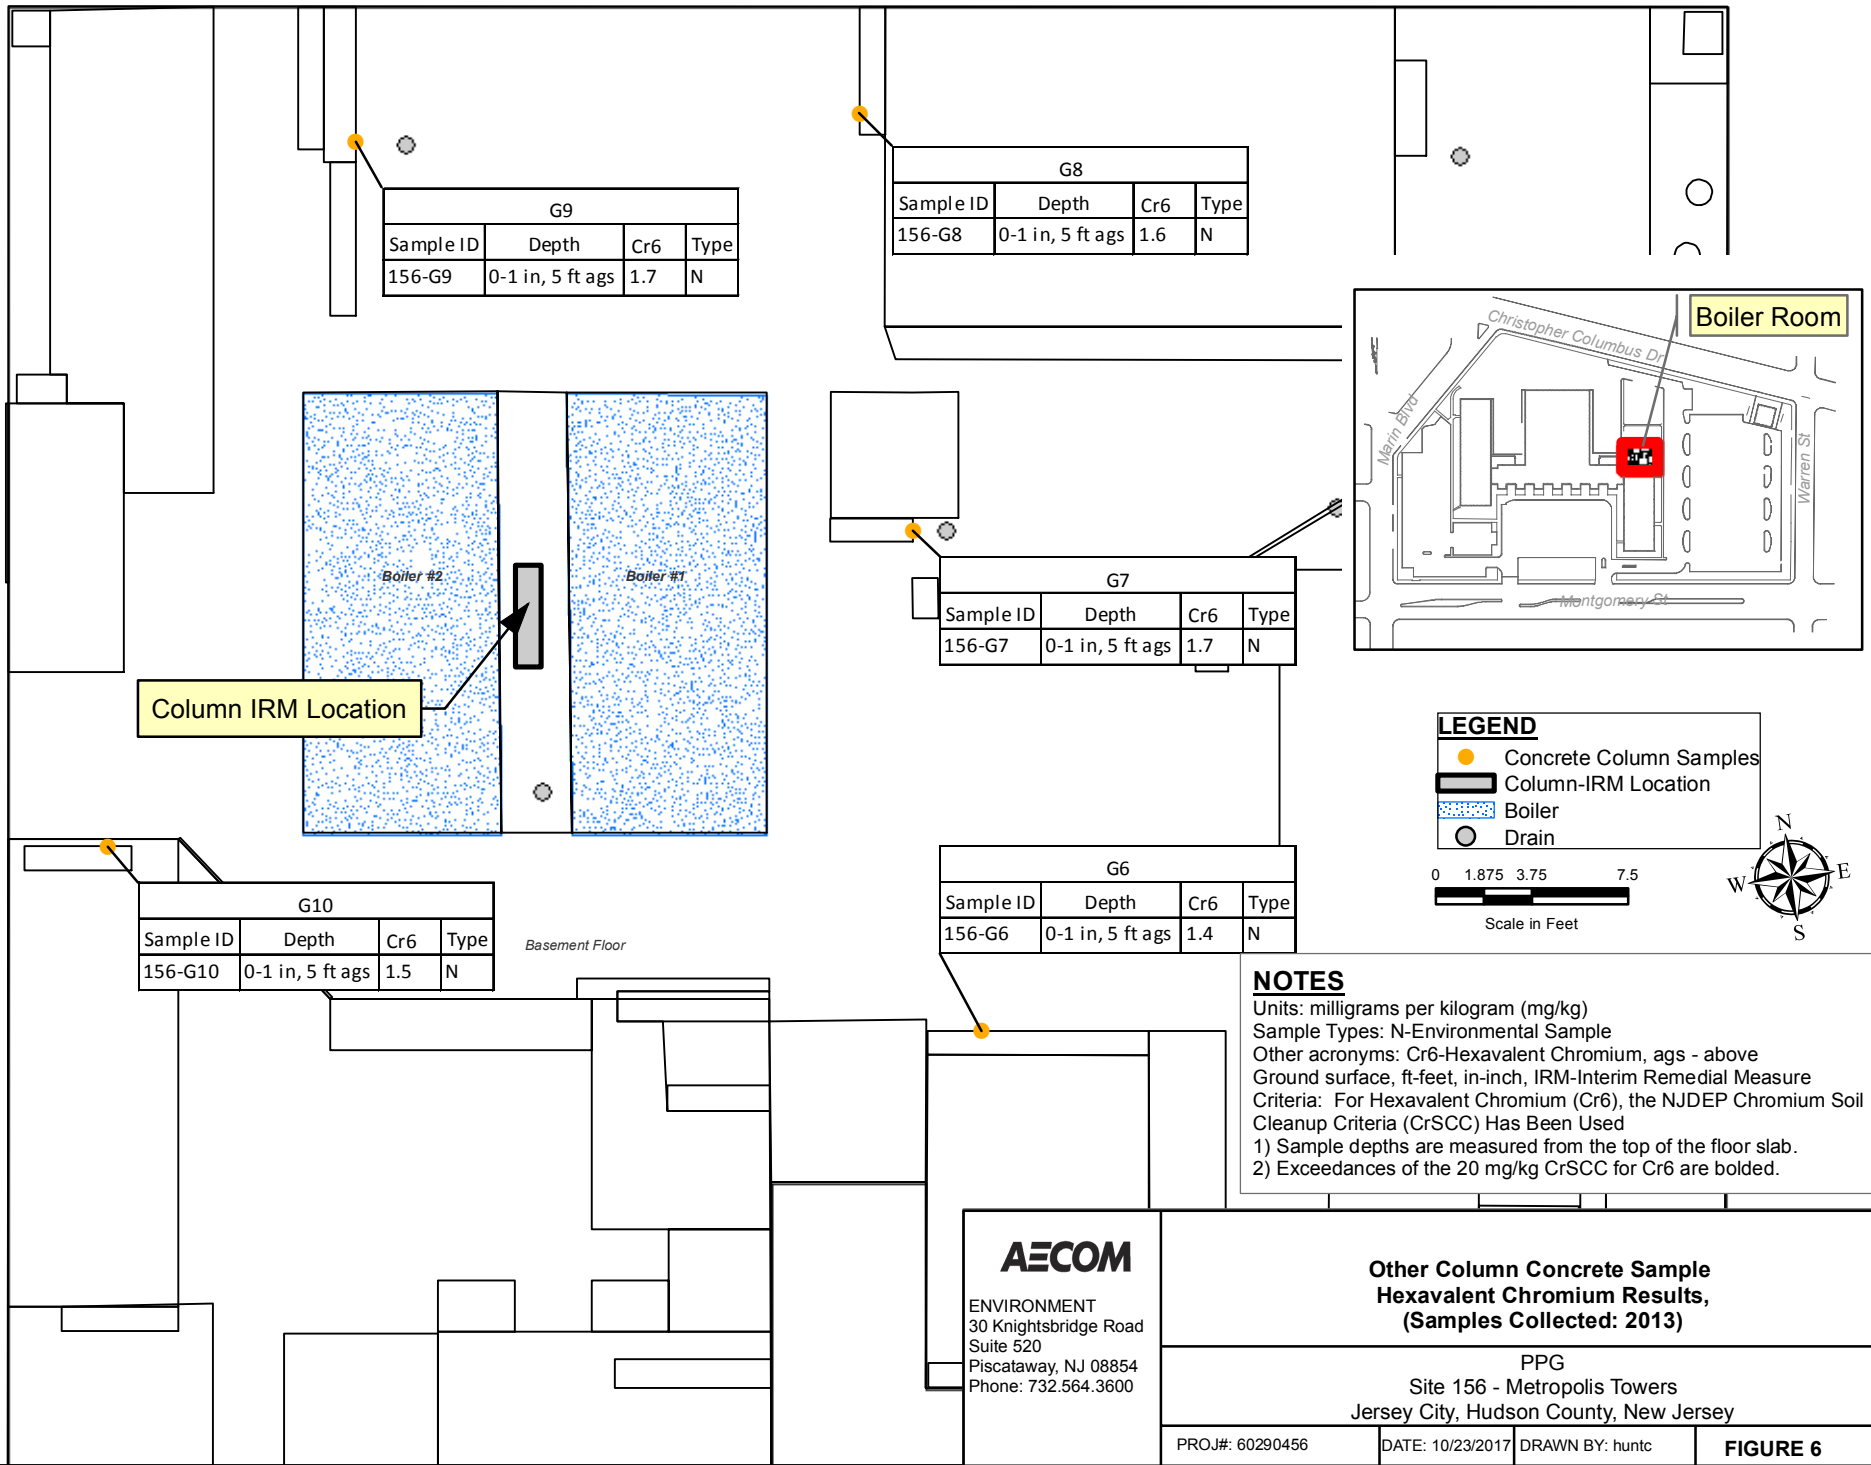 G9
Sample ID Depth Cr6 Type
156-G9 0-1 in, 5 ft ags 1.7 N
G8
Sample ID Depth Cr6 Type
156-G8 0-1 in, 5 ft ags 1.6 N
Boiler Room
Christopher Columbus Dr
Marin Blvd
Warren St
Montgomery St
Boiler #2
Boiler #1
G7
Sample ID Depth Cr6 Type
156-G7 0-1 in, 5 ft ags 1.7 N
Column IRM Location
LEGEND
Concrete Column Samples
Column-IRM Location
Boiler
Drain
0 1.875 3.75 7.5
Scale in Feet
N
E
W
S
G10
Sample ID Depth Cr6 Type
156-G10 0-1 in, 5 ft ags 1.5 N
Basement Floor
G6
Sample ID Depth Cr6 Type
156-G6 0-1 in, 5 ft ags 1.4 N
NOTES
Units: milligrams per kilogram (mg/kg)
Sample Types: N-Environmental Sample
Other acronyms: Cr6-Hexavalent Chromium, ags - above
Ground surface, ft-feet, in-inch, IRM-Interim Remedial Measure
Criteria: For Hexavalent Chromium (Cr6), the NJDEP Chromium Soil
Cleanup Criteria (CrSCC) Has Been Used
1) Sample depths are measured from the top of the floor slab.
2) Exceedances of the 20 mg/kg CrSCC for Cr6 are bolded.
AECOM
ENVIRONMENT
30 Knightsbridge Road
Suite 520
Piscataway, NJ 08854
Phone: 732.564.3600
Other Column Concrete Sample
Hexavalent Chromium Results,
(Samples Collected: 2013)
PPG
Site 156 - Metropolis Towers
Jersey City, Hudson County, New Jersey
PROJ#: 60290456 DATE: 10/23/2017 DRAWN BY: huntc FIGURE 6